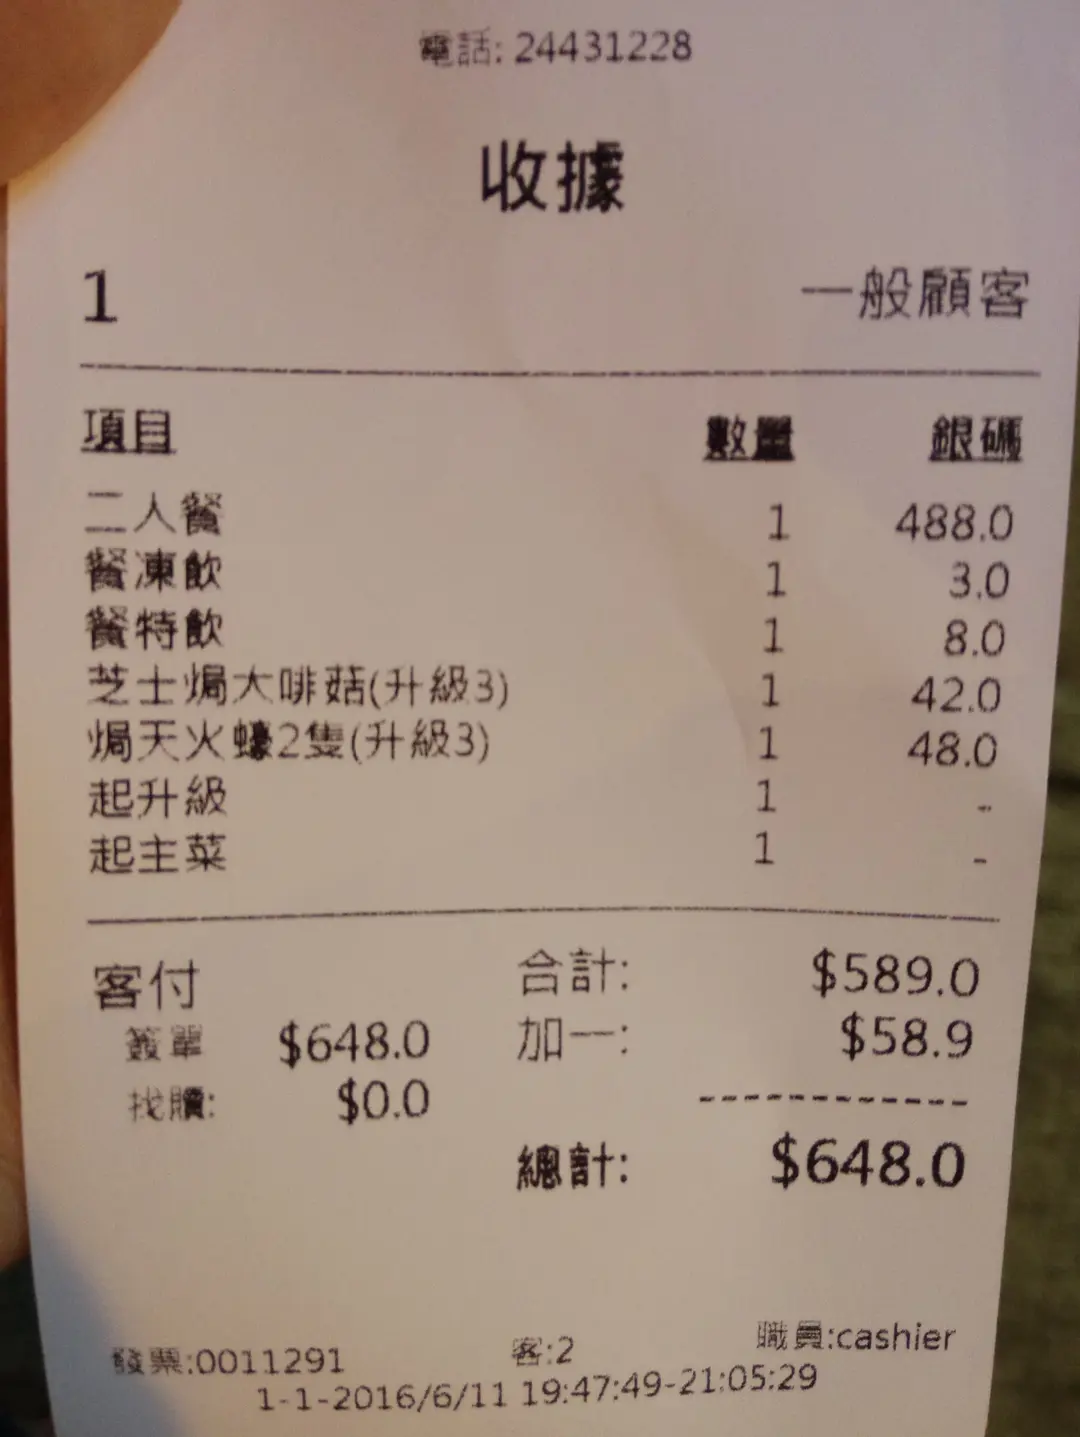 電話: 24431228
收據
1 一般顧客
項目 數量 銀碼
二人餐 1 488.0
餐凍飲 1 3.0
餐特飲 1 8.0
芝士焗大啡菇(升級3) 1 42.0
焗天火蠔2隻(升級3) 1 48.0
起升級 1 -
起主菜 1 -
客付 合計: $589.0
簽單 $648.0 加一: $58.9
找贖: $0.0
總計: $648.0
發票:0011291 客:2 職員:cashier
1-1-2016/6/11 19:47:49-21:05:29